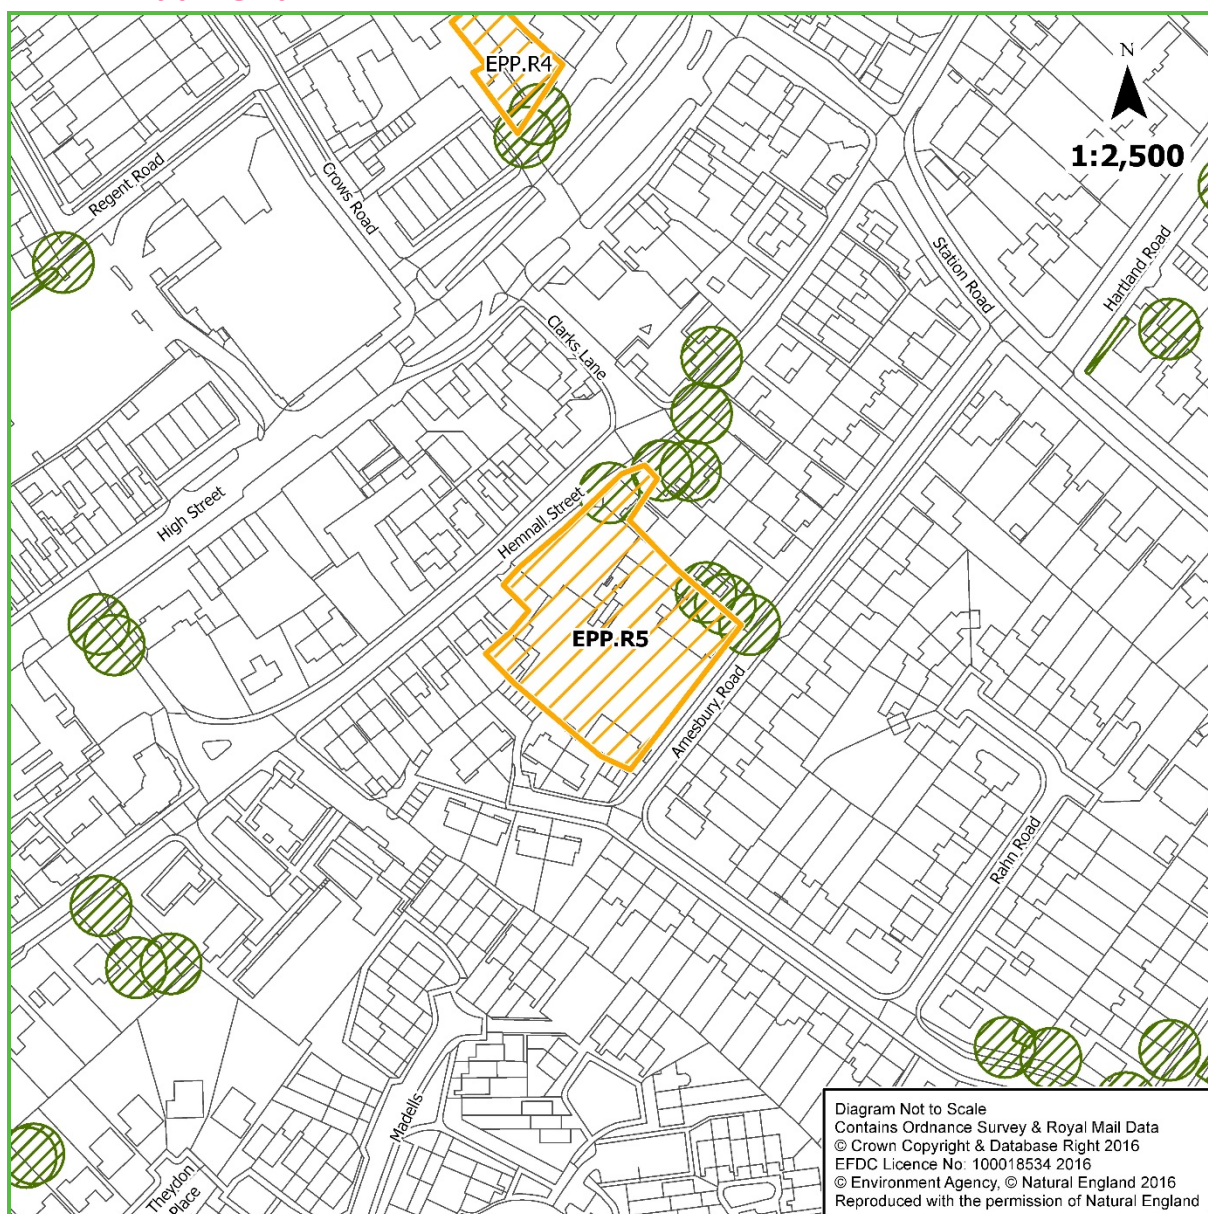 EPP.R4
N
1:2,500
Regent Road
Crows Road
Station Road
Hartland Road
Clarks Lane
High Street
Hemnall Street
EPP.R5
Amesbury Road
Rahn Road
Madells
Theydon
Place
Diagram Not to Scale
Contains Ordnance Survey & Royal Mail Data
© Crown Copyright & Database Right 2016
EFDC Licence No: 100018534 2016
© Environment Agency, © Natural England 2016
Reproduced with the permission of Natural England